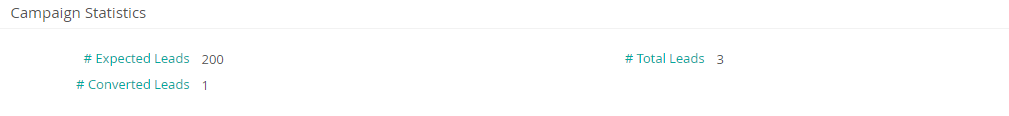 Campaign Statistics
# Expected Leads 200 # Total Leads 3
# Converted Leads 1